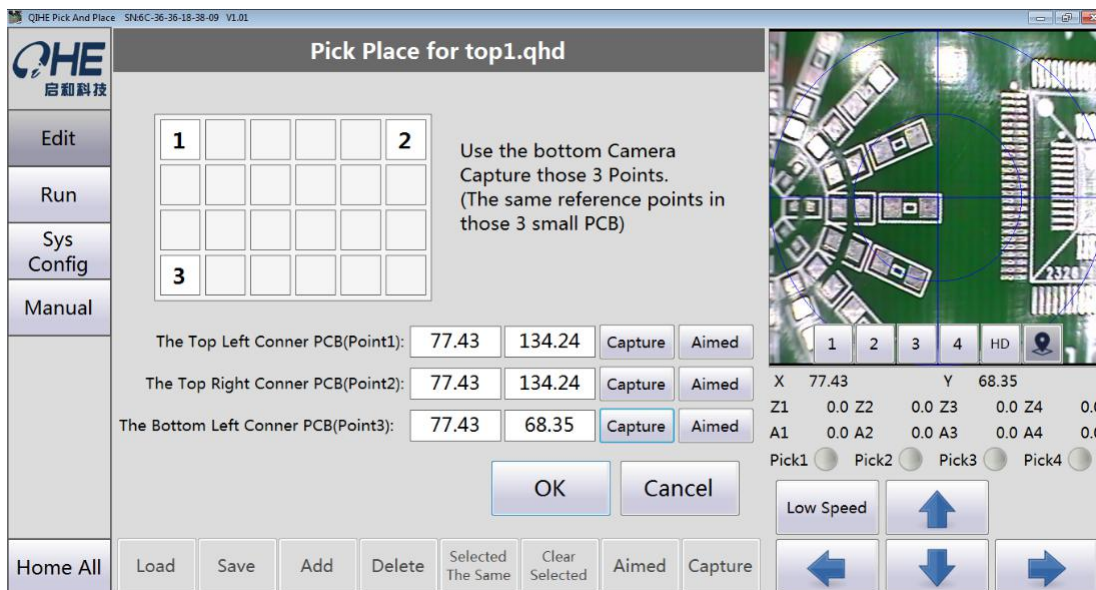 QIHE Pick And Place SN:6C-36-36-18-38-09 V1.01
QiHE
启和科技
Pick Place for top1.qhd
Edit
Run
Sys
Config
Manual
Home All
1 2
3
Use the bottom Camera
Capture those 3 Points.
(The same reference points in
those 3 small PCB)
The Top Left Conner PCB(Point1): 77.43 134.24 Capture Aimed
The Top Right Conner PCB(Point2): 77.43 134.24 Capture Aimed
The Bottom Left Conner PCB(Point3): 77.43 68.35 Capture Aimed
OK Cancel
Load Save Add Delete Selected The Same Clear Selected Aimed Capture
2328
1 2 3 4 HD
X 77.43 Y 68.35
Z1 0.0 Z2 0.0 Z3 0.0 Z4 0.0
A1 0.0 A2 0.0 A3 0.0 A4 0.0
Pick1 Pick2 Pick3 Pick4
Low Speed